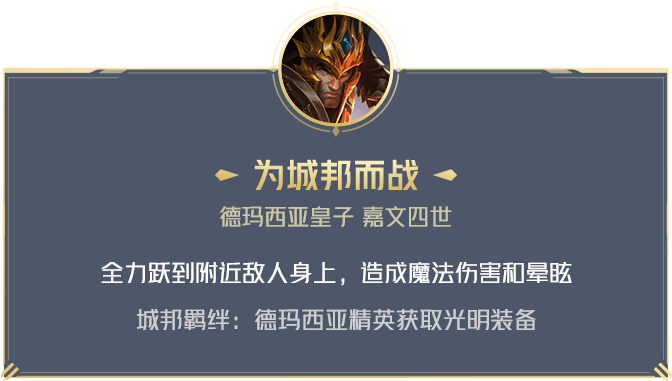 为城邦而战
德玛西亚皇子 嘉文四世
全力跃到附近敌人身上，造成魔法伤害和晕眩
城邦羁绊：德玛西亚精英获取光明装备